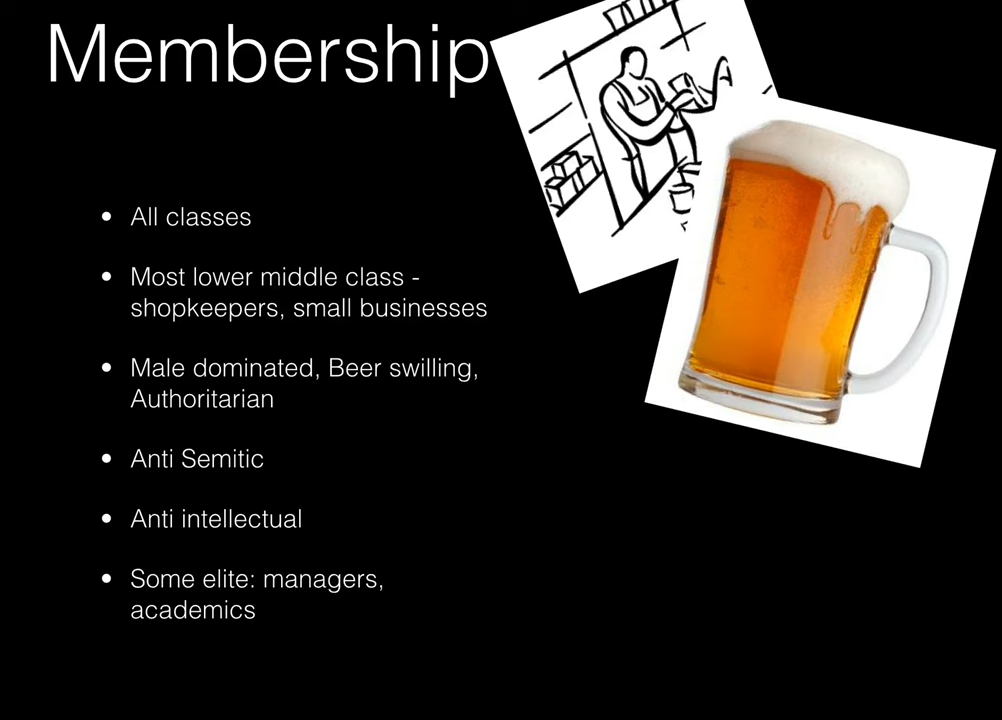 Membership
• All classes
• Most lower middle class -
shopkeepers, small businesses
• Male dominated, Beer swilling,
Authoritarian
• Anti Semitic
• Anti intellectual
• Some elite: managers,
academics